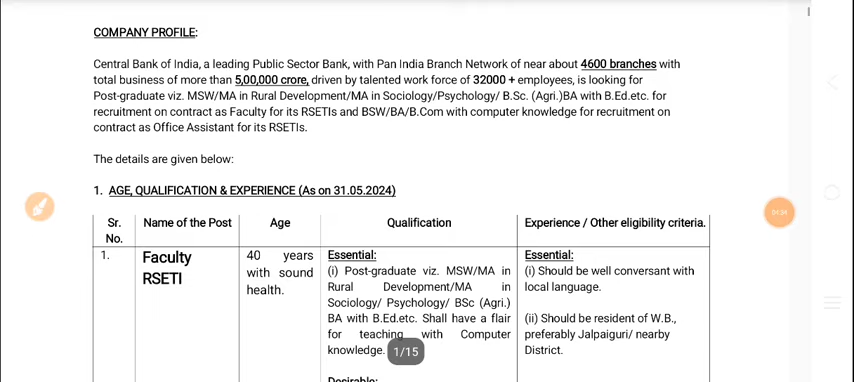 COMPANY PROFILE:
Central Bank of India, a leading Public Sector Bank, with Pan India Branch Network of near about 4600 branches with
total business of more than 5,00,000 crore, driven by talented work force of 32000 + employees, is looking for
Post-graduate viz. MSW/MA in Rural Development/MA in Sociology/Psychology/ B.Sc. (Agri.)BA with B.Ed.etc. for
recruitment on contract as Faculty for its RSETIs and BSW/BA/B.Com with computer knowledge for recruitment on
contract as Office Assistant for its RSETIs.
The details are given below:
1. AGE, QUALIFICATION & EXPERIENCE (As on 31.05.2024)
Sr. No.
Name of the Post
Age
Qualification
Experience / Other eligibility criteria.
1.
Faculty
RSETI
40 years
with sound
health.
Essential:
(i) Post-graduate viz. MSW/MA in
Rural Development/MA in
Sociology/ Psychology/ BSc (Agri.)
BA with B.Ed.etc. Shall have a flair
for teaching with Computer
knowledge.
Desirable:
Essential:
(i) Should be well conversant with
local language.
(ii) Should be resident of W.B.,
preferably Jalpaiguri/ nearby
District.
1/15